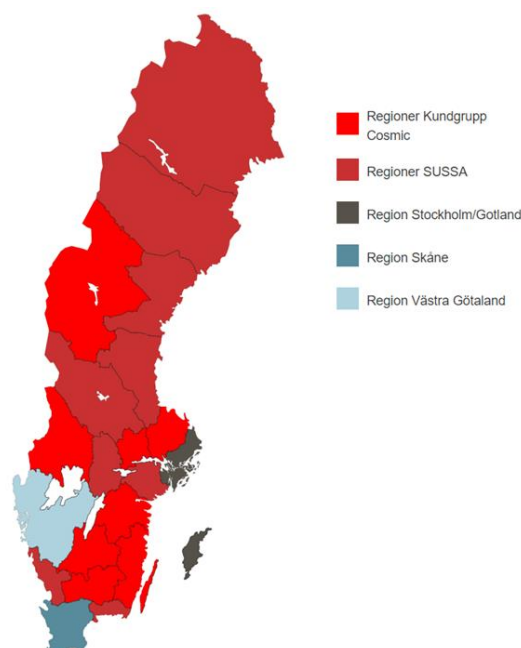 Regioner Kundgrupp
Cosmic
Regioner SUSSA
Region Stockholm/Gotland
Region Skåne
Region Västra Götaland